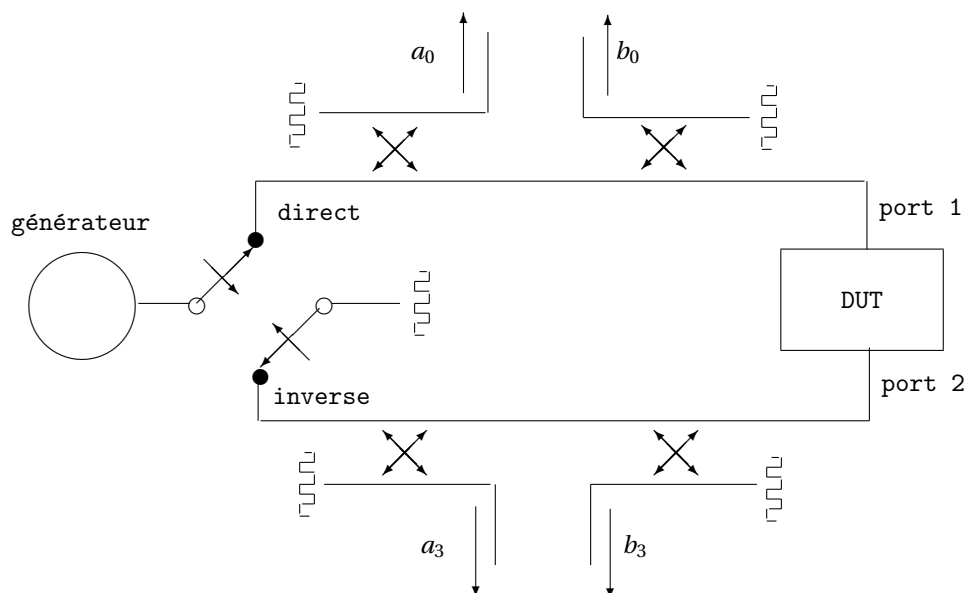 a₀
b₀
générateur
direct
port 1
DUT
inverse
port 2
a₃
b₃